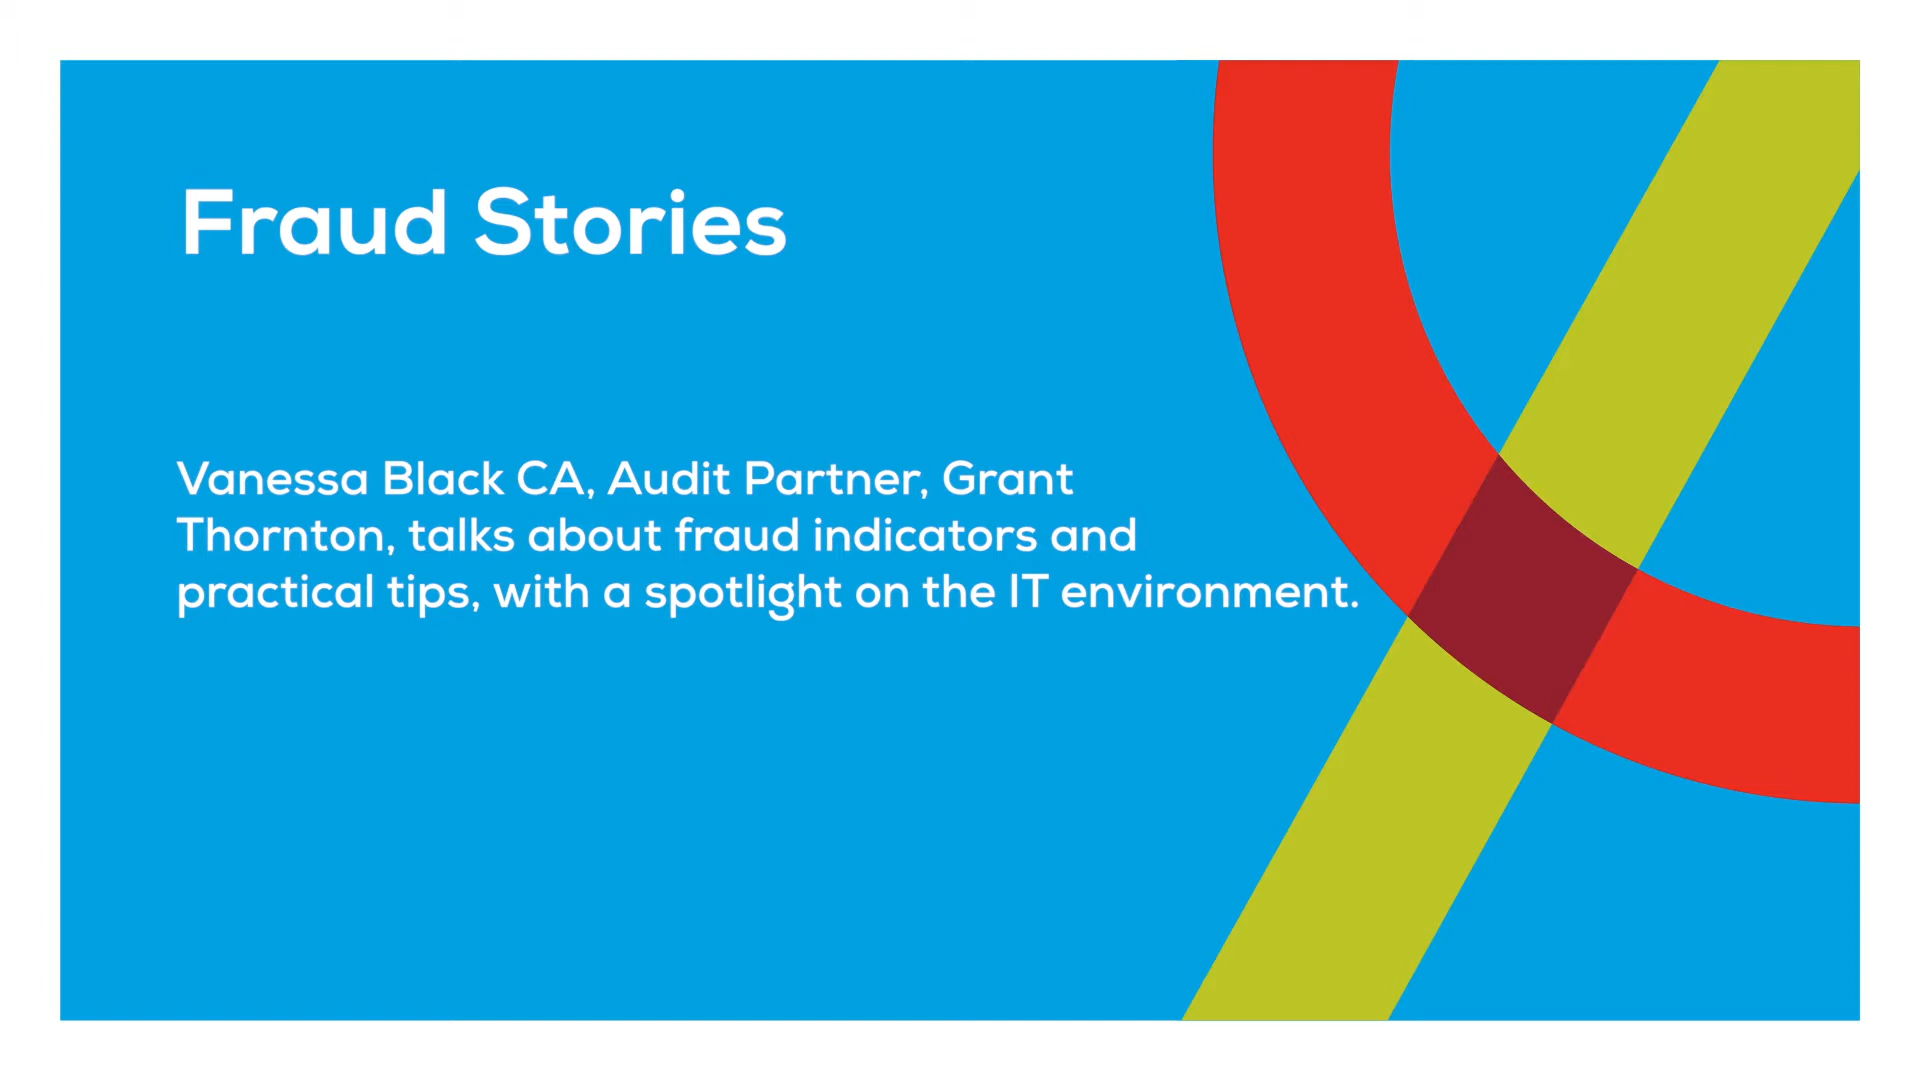 Fraud Stories
Vanessa Black CA, Audit Partner, Grant
Thornton, talks about fraud indicators and
practical tips, with a spotlight on the IT environment.